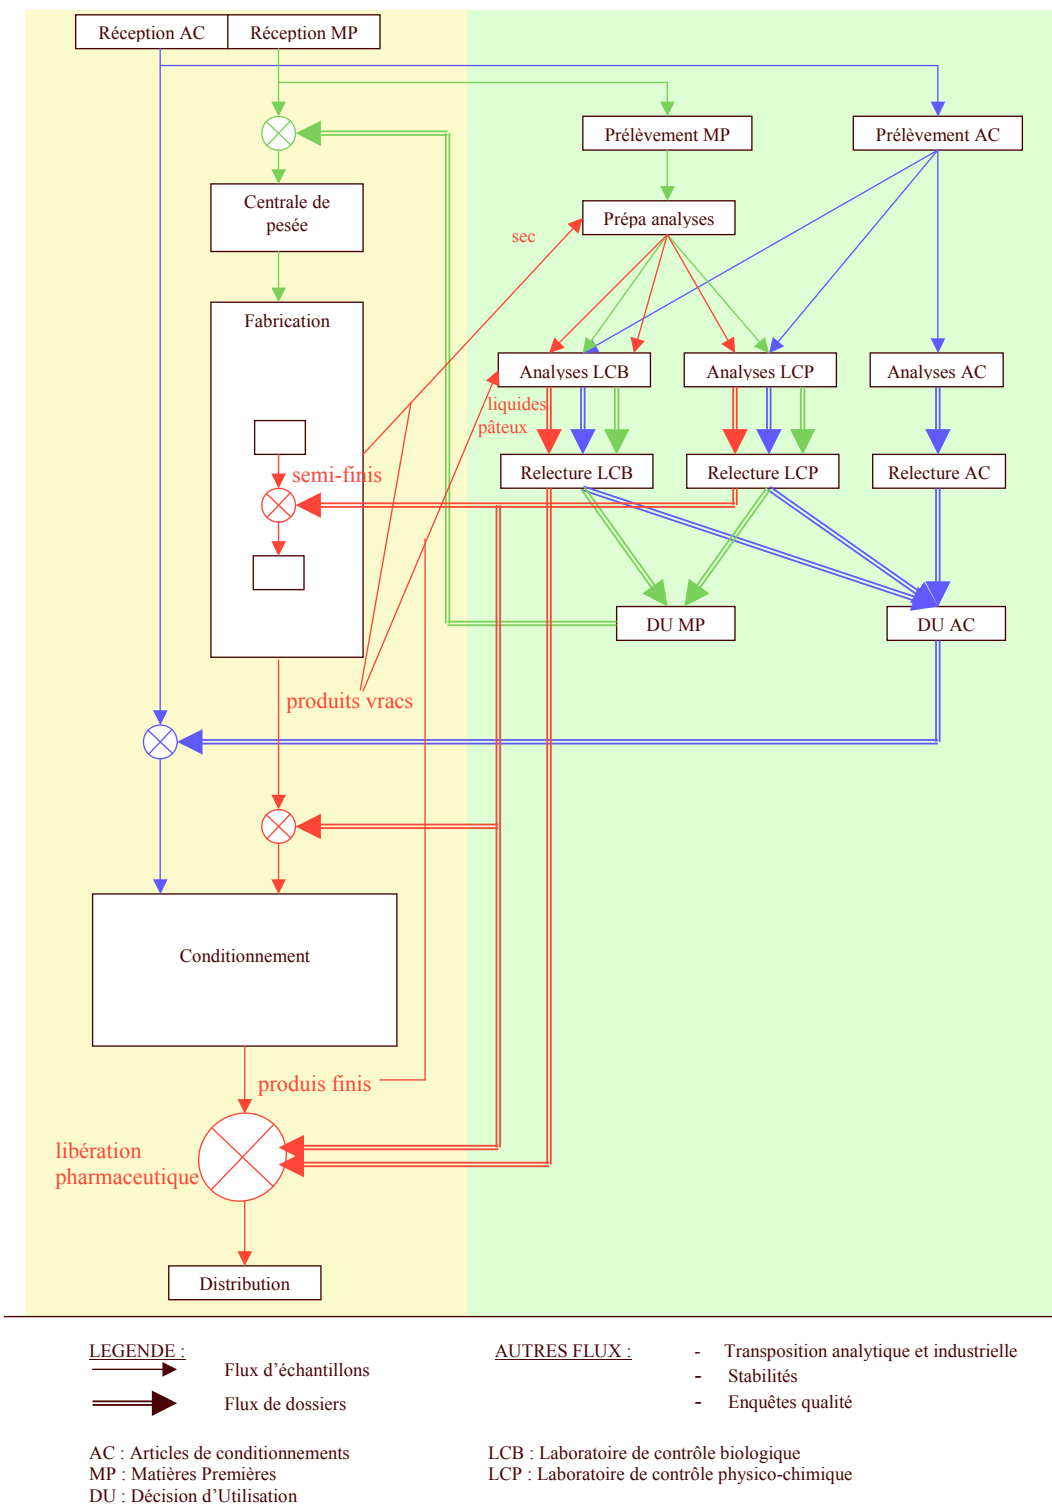 Réception AC
Réception MP
Prélèvement MP
Prélèvement AC
Centrale de
pesée
Prépa analyses
sec
Fabrication
Analyses LCB
Analyses LCP
Analyses AC
liquides
pâteux
semi-finis
Relecture LCB
Relecture LCP
Relecture AC
DU MP
DU AC
produits vracs
Conditionnement
produis finis
libération
pharmaceutique
Distribution
LEGENDE :
Flux d'échantillons
Flux de dossiers
AUTRES FLUX :
- Transposition analytique et industrielle
- Stabilités
- Enquêtes qualité
AC : Articles de conditionnements
MP : Matières Premières
DU : Décision d'Utilisation
LCB : Laboratoire de contrôle biologique
LCP : Laboratoire de contrôle physico-chimique